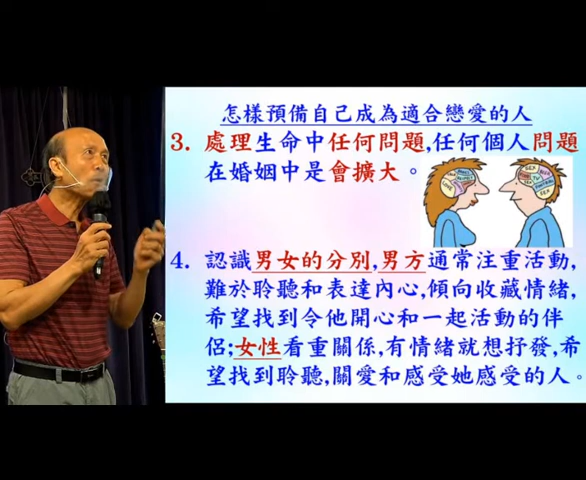 怎樣預備自己成為適合戀愛的人
3. 處理生命中任何問題,任何個人問題
在婚姻中是會擴大。
4. 認識男女的分別,男方通常注重活動,
難於聆聽和表達內心,傾向收藏情緒,
希望找到令他開心和一起活動的伴
侶;女性看重關係,有情緒就想抒發,希
望找到聆聽,關愛和感受她感受的人。